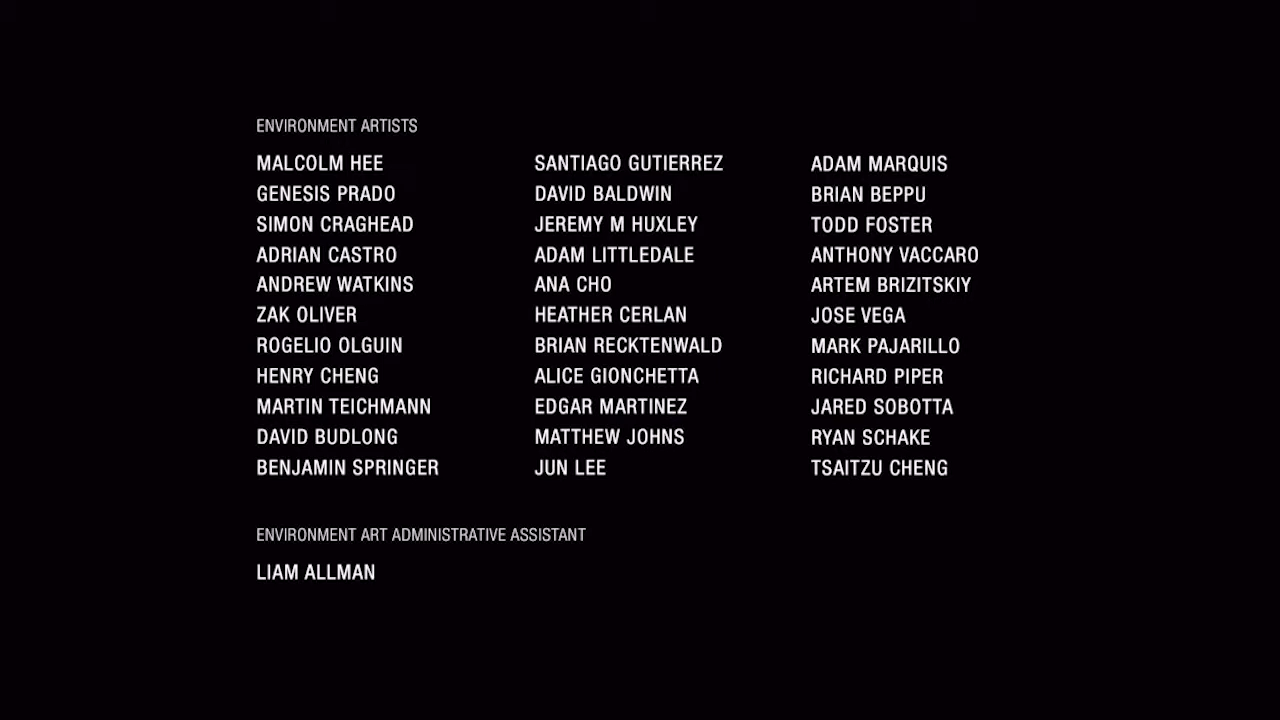 ENVIRONMENT ARTISTS
MALCOLM HEE
GENESIS PRADO
SIMON CRAGHEAD
ADRIAN CASTRO
ANDREW WATKINS
ZAK OLIVER
ROGELIO OLGUIN
HENRY CHENG
MARTIN TEICHMANN
DAVID BUDLONG
BENJAMIN SPRINGER
SANTIAGO GUTIERREZ
DAVID BALDWIN
JEREMY M HUXLEY
ADAM LITTLEDALE
ANA CHO
HEATHER CERLAN
BRIAN RECKTENWALD
ALICE GIONCHETTA
EDGAR MARTINEZ
MATTHEW JOHNS
JUN LEE
ADAM MARQUIS
BRIAN BEPPU
TODD FOSTER
ANTHONY VACCARO
ARTEM BRIZITSKIY
JOSE VEGA
MARK PAJARILLO
RICHARD PIPER
JARED SOBOTTA
RYAN SCHAKE
TSAITZU CHENG
ENVIRONMENT ART ADMINISTRATIVE ASSISTANT
LIAM ALLMAN